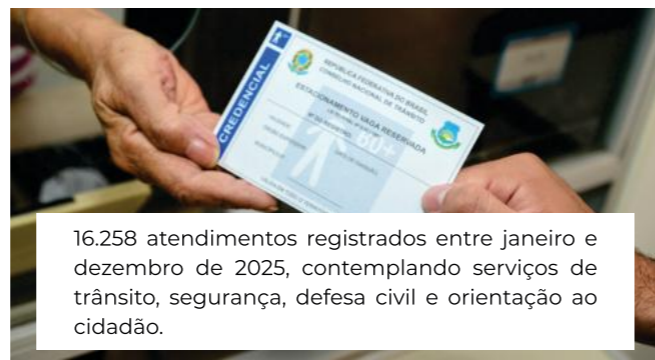 CREDENCIAL
REPÚBLICA FEDERATIVA DO BRASIL
CONSELHO NACIONAL DE TRÂNSITO
ESTACIONAMENTO VAGA RESERVADA
60+
16.258 atendimentos registrados entre janeiro e
dezembro de 2025, contemplando serviços de
trânsito, segurança, defesa civil e orientação ao
cidadão.